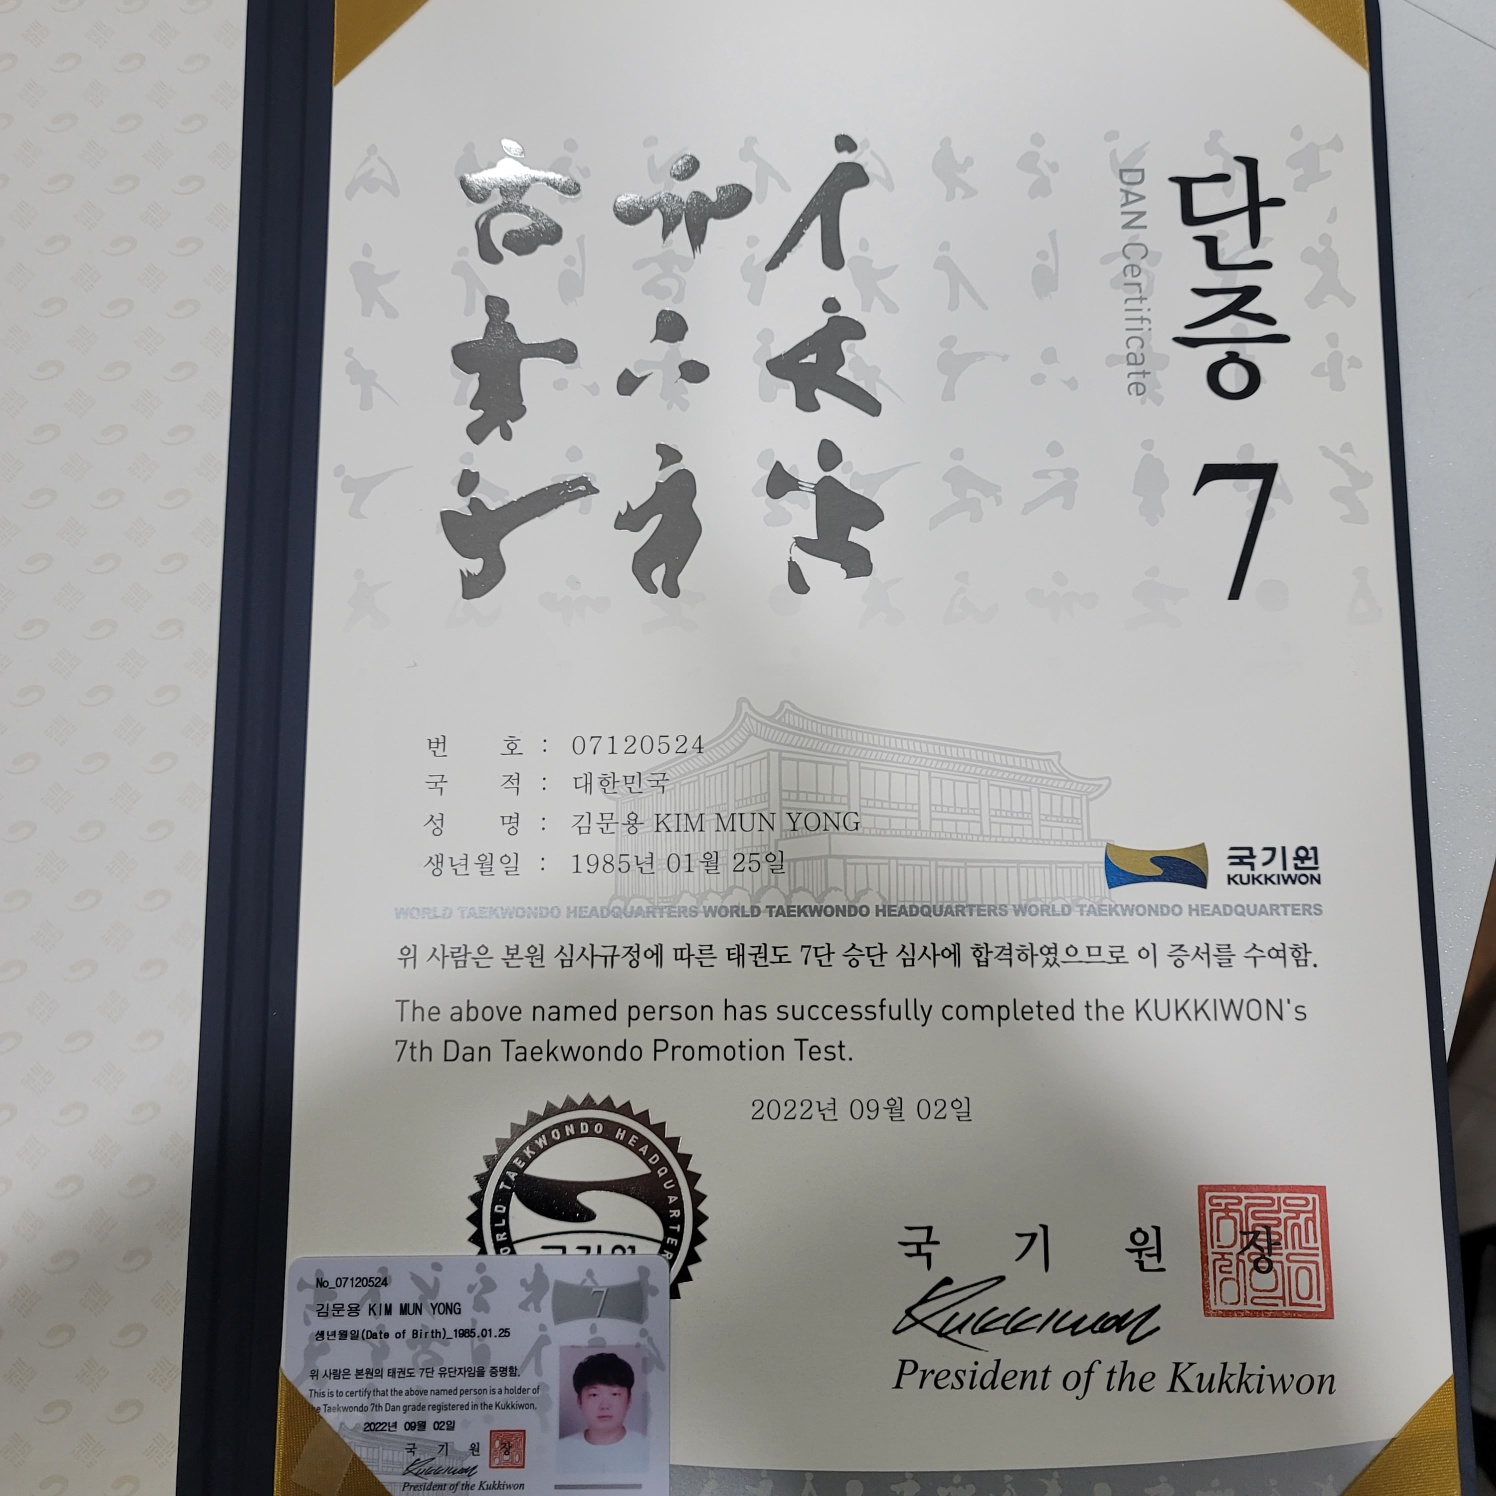 단증 7
DAN Certificate
번 호 : 07120524
국 적 : 대한민국
성 명 : 김문용 KIM MUN YONG
생년월일 : 1985년 01월 25일
국기원
KUKKIWON
WORLD TAEKWONDO HEADQUARTERS WORLD TAEKWONDO HEADQUARTERS WORLD TAEKWONDO HEADQUARTERS
위 사람은 본원 심사규정에 따른 태권도 7단 승단 심사에 합격하였으므로 이 증서를 수여함.
The above named person has successfully completed the KUKKIWON's
7th Dan Taekwondo Promotion Test.
2022년 09월 02일
WORLD TAEKWONDO HEADQUARTER
국기원
국 기 원 장
Kukkiwon
President of the Kukkiwon
No_07120524
7
김문용 KIM MUN YONG
생년월일(Date of Birth)_1985.01.25
위 사람은 본원의 태권도 7단 유단자임을 증명함.
This is to certify that the above named person is a holder of
Taekwondo 7th Dan grade registered in the Kukkiwon.
2022년 09월 02일
국 기 원 장
Kukkiwon
President of the Kukkiwon